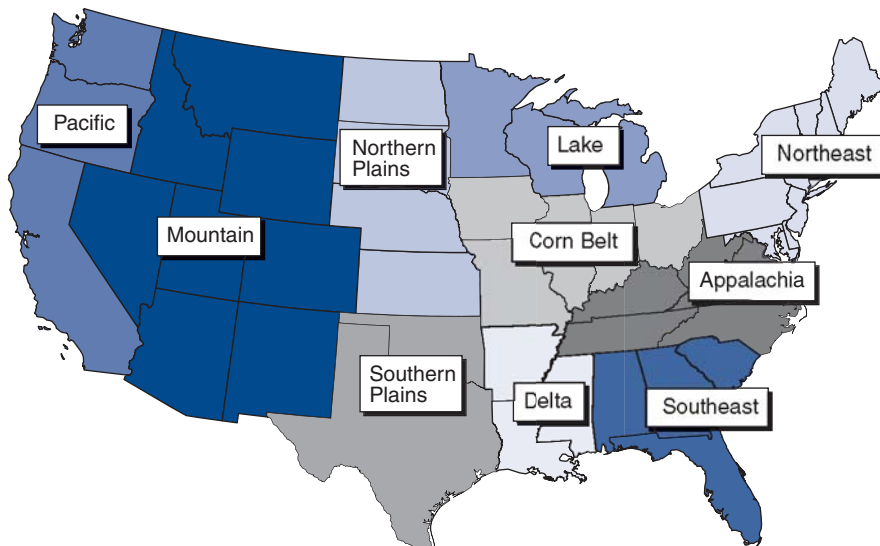 Pacific
Northern
Plains
Lake
Northeast
Mountain
Corn Belt
Appalachia
Southern
Plains
Delta
Southeast